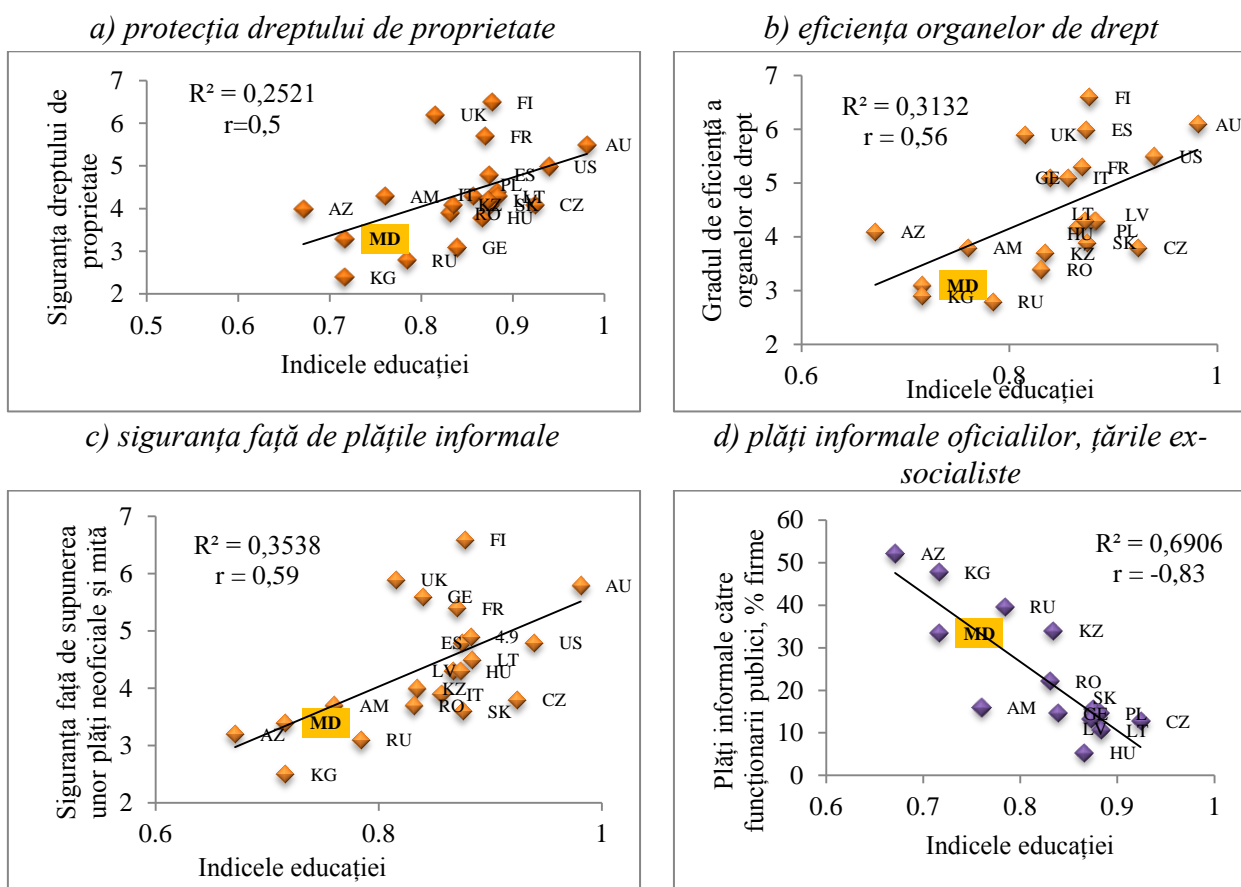 a) protecția dreptului de proprietate
Siguranța dreptului de
proprietate
7
6
5
4
3
2
R² = 0,2521
r=0,5
FI
UK
FR
AU
US
ES
PL
IT
AM
LT
AZ
KZ
SK
CZ
RO
HU
MD
GE
RU
KG
0.5
0.6
0.7
0.8
0.9
1
Indicele educației
b) eficiența organelor de drept
Gradul de eficiență a
organelor de drept
7
6
5
4
3
2
R² = 0,3132
r = 0,56
FI
AU
ES
UK
US
FR
GE
IT
LT
LV
AZ
HU
PL
SK
AM
KZ
CZ
RO
MD
KG
RU
0.6
0.8
1
Indicele educației
c) siguranța față de plățile informale
Siguranța față de supunerea
unor plăți neoficiale și mită
7
6
5
4
3
2
R² = 0,3538
r = 0,59
FI
UK
AU
GE
FR
ES
4.9
US
LT
LV
HU
KZ
IT
AM
RO
SK
CZ
MD
AZ
RU
KG
0.6
0.8
1
Indicele educației
d) plăți informale oficialilor, țările ex-
socialiste
Plăți informale către
funcționarii publici, % firme
60
50
40
30
20
10
0
R² = 0,6906
r = -0,83
AZ
KG
RU
MD
KZ
RO
SK
AM
GE
PL
CZ
LV
LT
HU
0.6
0.7
0.8
0.9
1
Indicele educației